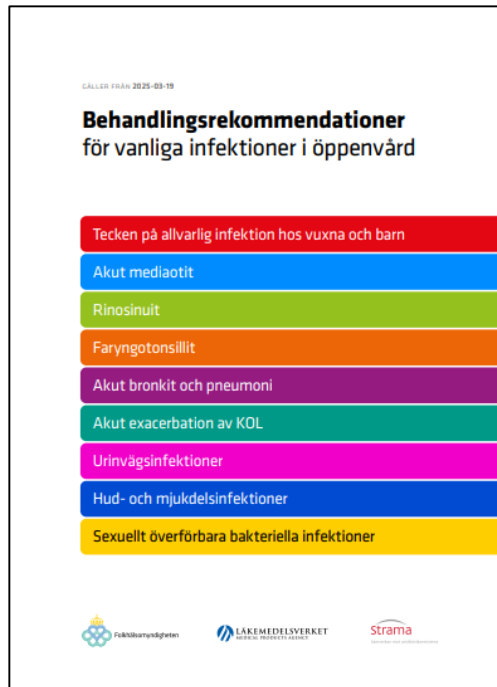 GÄLLER FRÅN 2025-03-19
Behandlingsrekommendationer
för vanliga infektioner i öppenvård
Tecken på allvarlig infektion hos vuxna och barn
Akut mediaotit
Rinosinuit
Faryngotonsillit
Akut bronkit och pneumoni
Akut exacerbation av KOL
Urinvägsinfektioner
Hud- och mjukdelsinfektioner
Sexuellt överförbara bakteriella infektioner
Folkhälsomyndigheten
LÄKEMEDELSVERKET
MEDICAL PRODUCTS AGENCY
Strama